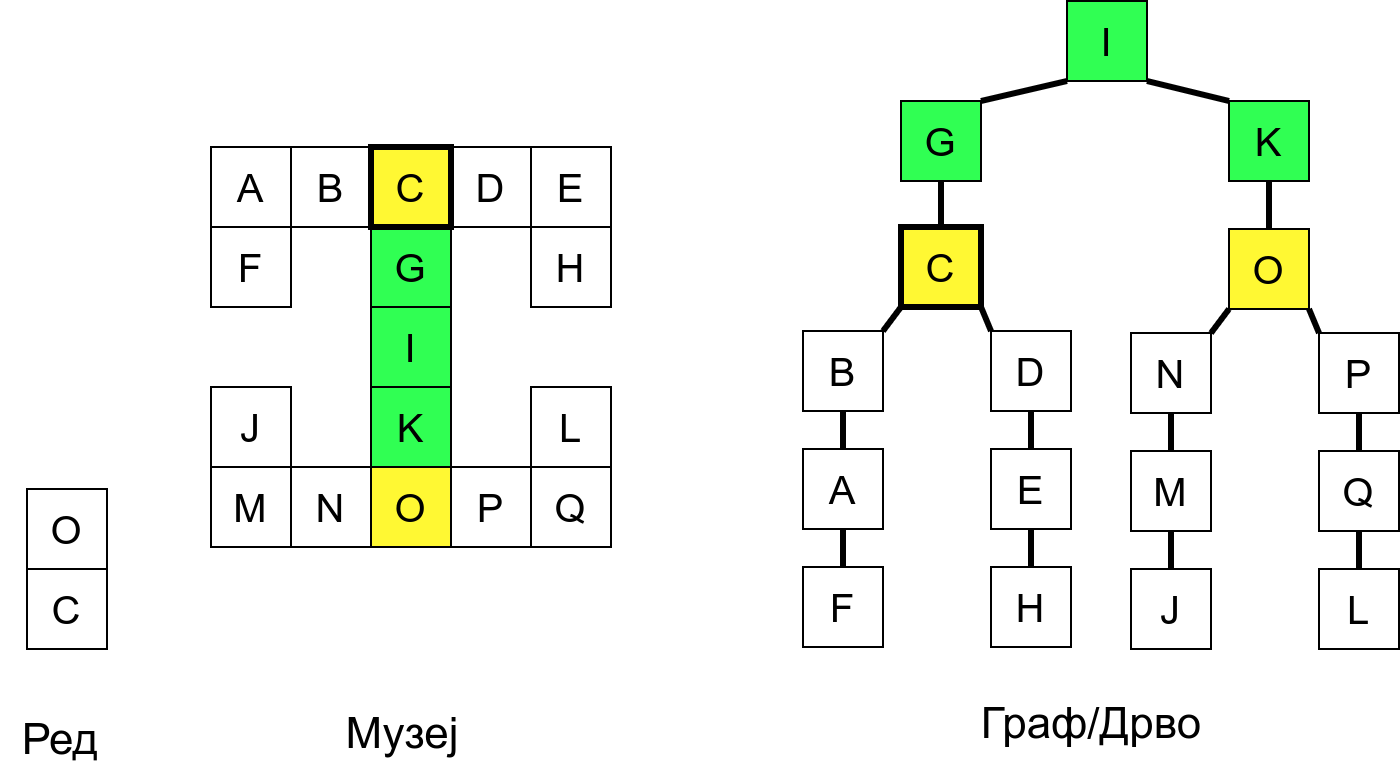 I
G K
A B C D E
F G H
C O
I
B D N P
J K L
O
M N O P Q
A E M Q
C
F H J L
Ред
Музеј
Граф/Дрво